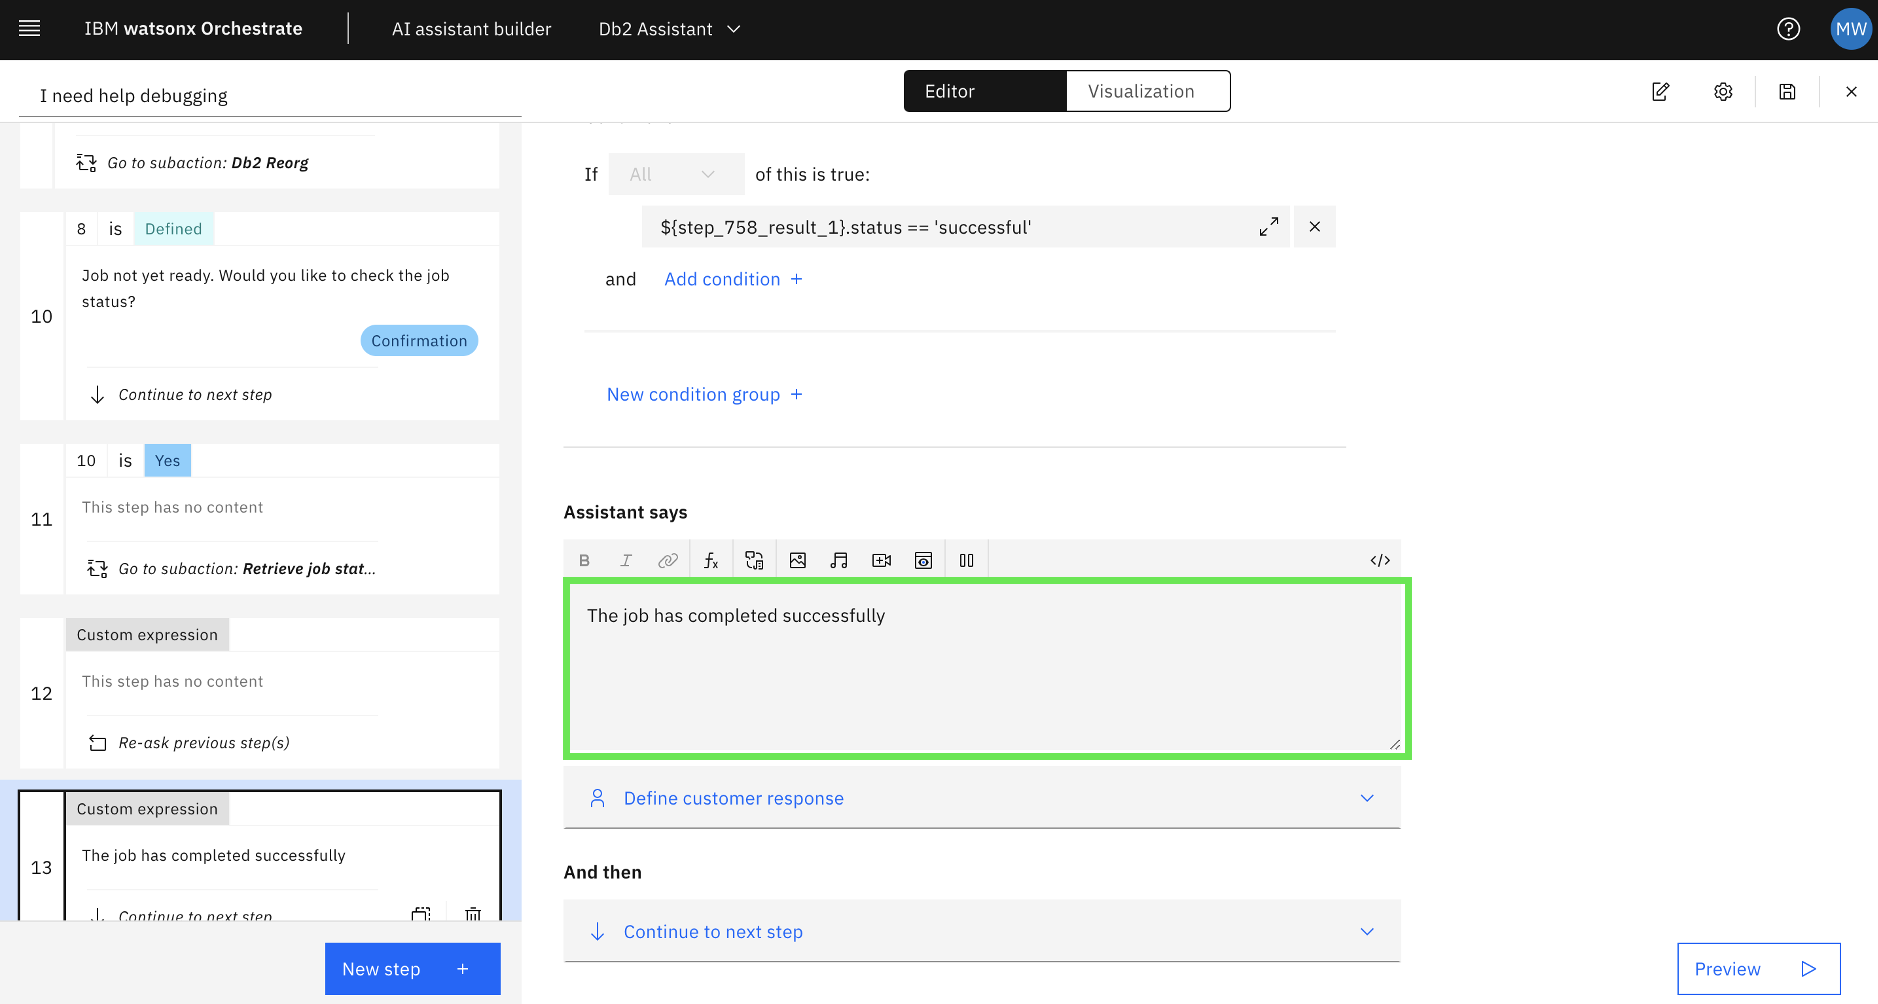 IBM watsonx Orchestrate
AI assistant builder
Db2 Assistant
MW
I need help debugging
Editor
Visualization
Go to subaction: Db2 Reorg
8 is Defined
10
Job not yet ready. Would you like to check the job
status?
Confirmation
Continue to next step
10 is Yes
11
This step has no content
Go to subaction: Retrieve job stat...
Custom expression
12
This step has no content
Re-ask previous step(s)
Custom expression
13
The job has completed successfully
Continue to next step
New step +
If All of this is true:
${step_758_result_1}.status == 'successful'
and Add condition +
New condition group +
Assistant says
B I fx </>
The job has completed successfully
Define customer response
And then
Continue to next step
Preview